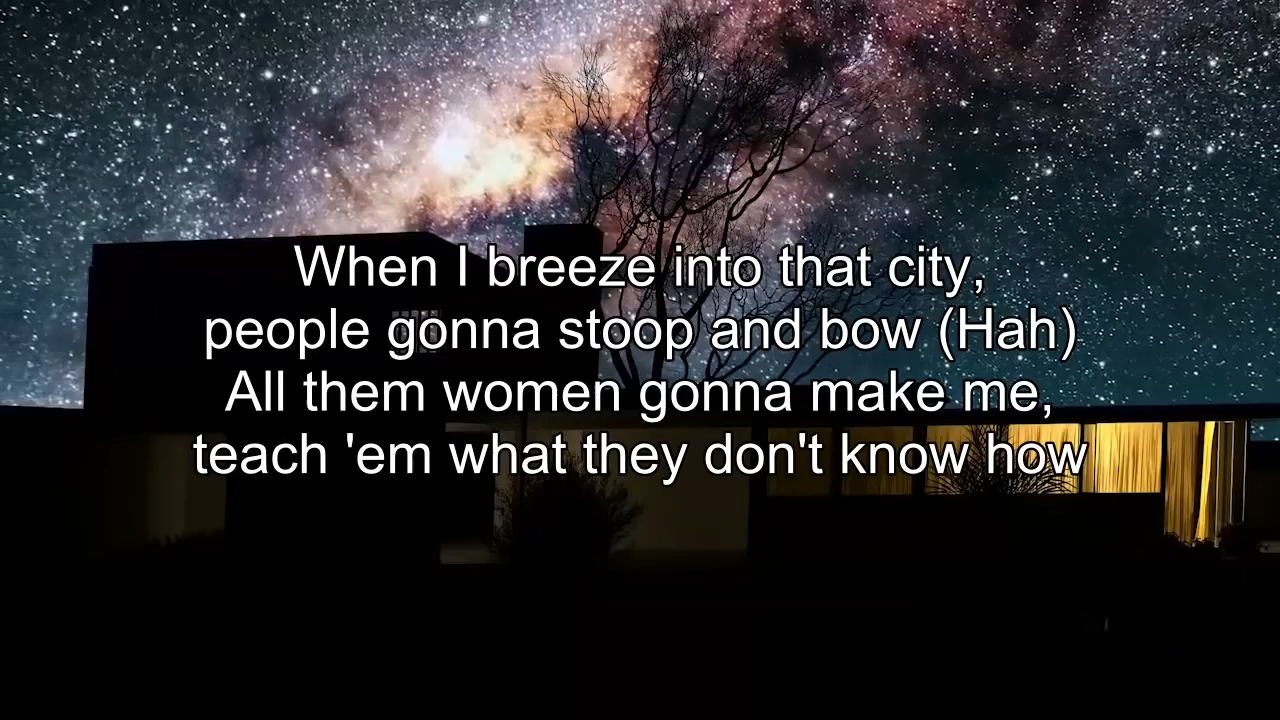 When I breeze into that city,
people gonna stoop and bow (Hah)
All them women gonna make me,
teach 'em what they don't know how